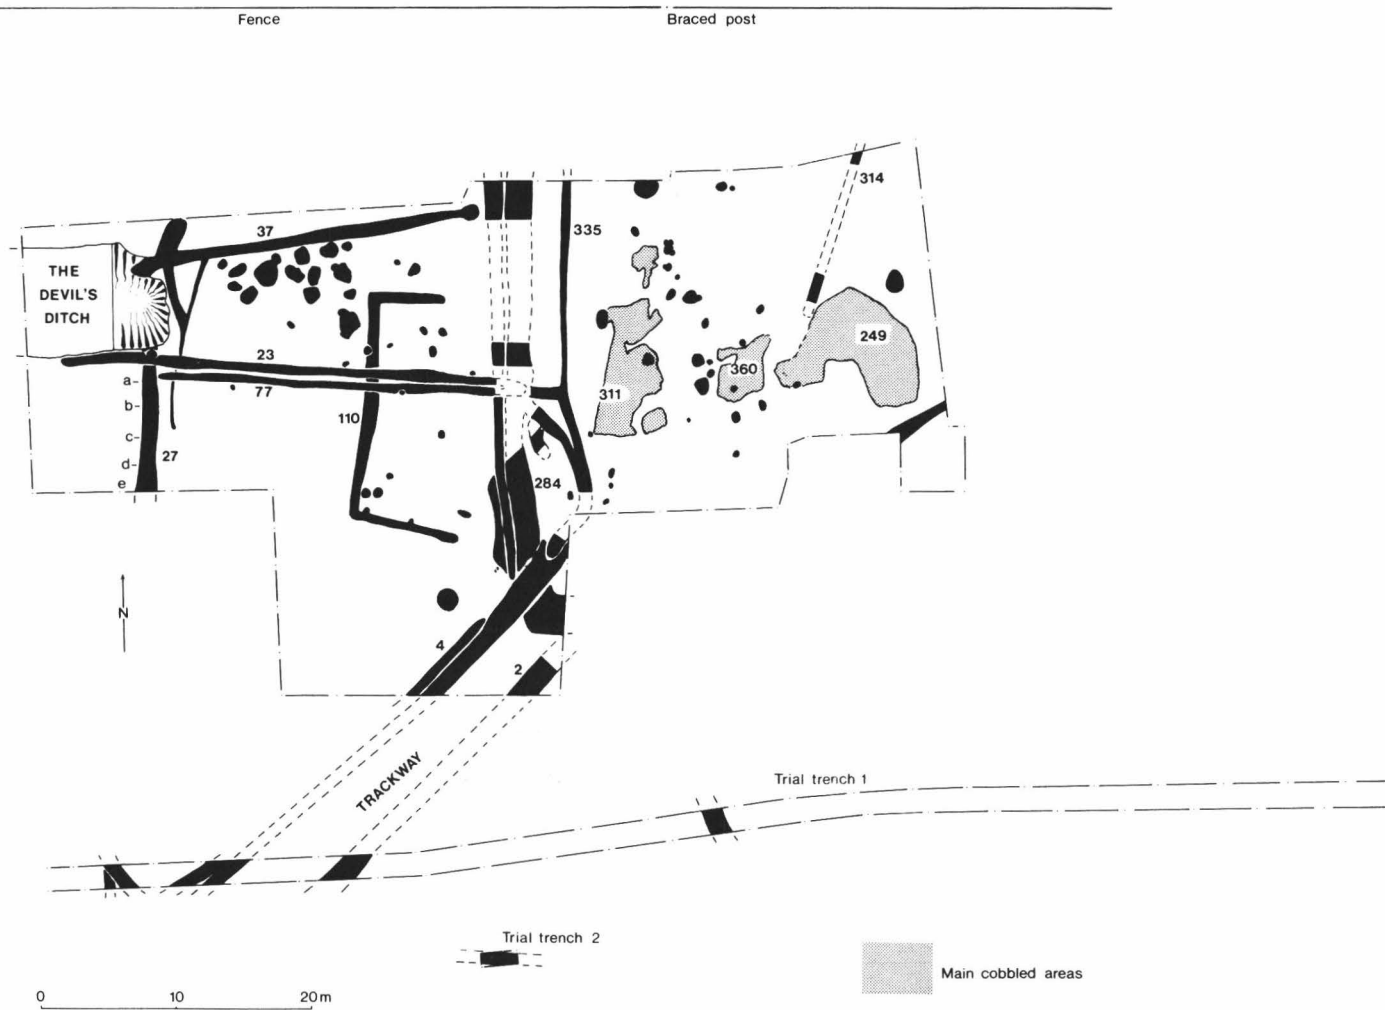 Fence
Braced post
314
37
335
THE
DEVIL'S
DITCH
249
23
360
a-
77
311
b-
110
c-
27
d-
e
284
N
4
2
TRACKWAY
Trial trench 1
Trial trench 2
Main cobbled areas
0 10 20m